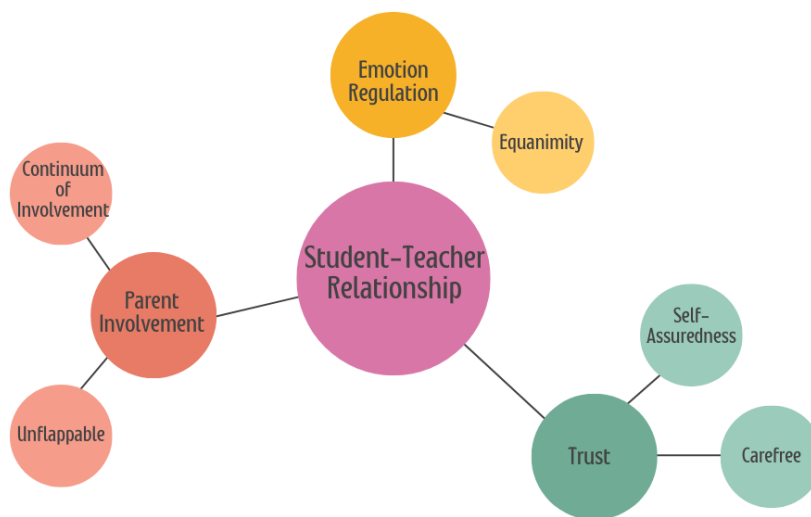 Emotion
Regulation
Equanimity
Continuum
of
Involvement
Student-Teacher
Relationship
Parent
Involvement
Self-
Assuredness
Unflappable
Trust
Carefree